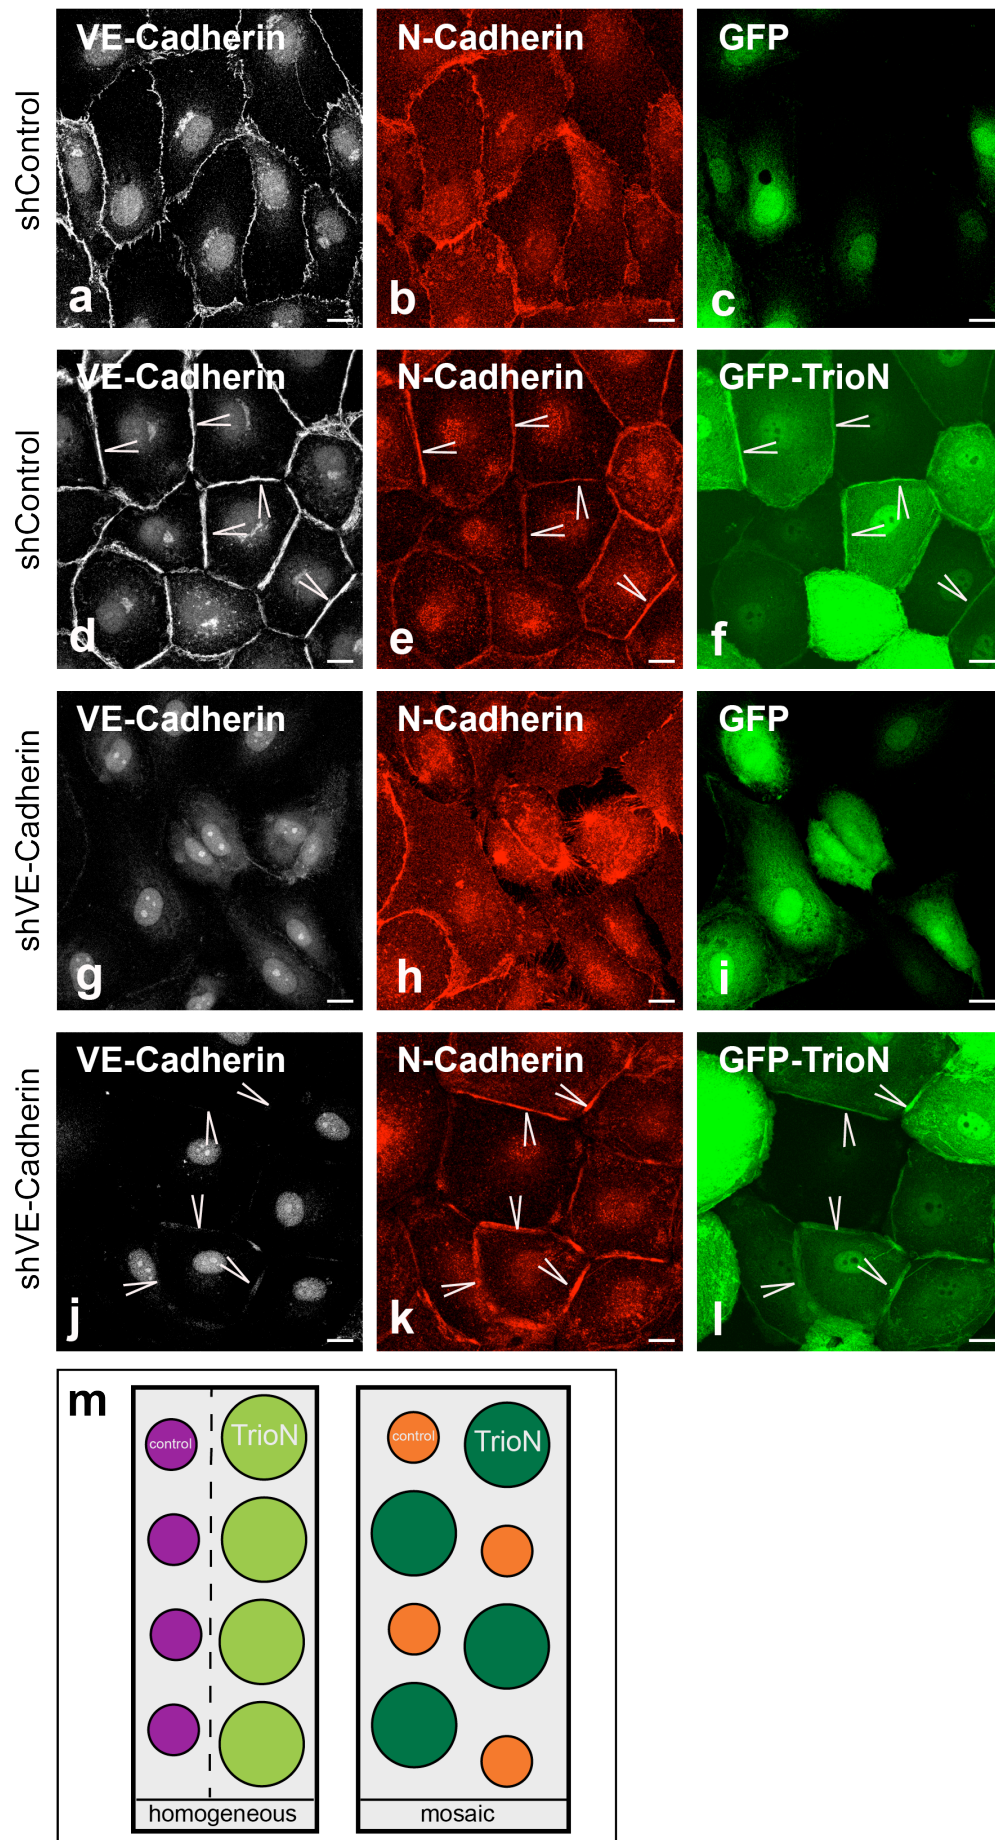 shControl
VE-Cadherin
a
N-Cadherin
b
GFP
c
shControl
VE-Cadherin
d
N-Cadherin
e
GFP-TrioN
f
shVE-Cadherin
VE-Cadherin
g
N-Cadherin
h
GFP
i
shVE-Cadherin
VE-Cadherin
j
N-Cadherin
k
GFP-TrioN
l
m
control
TrioN
homogeneous
control
TrioN
mosaic